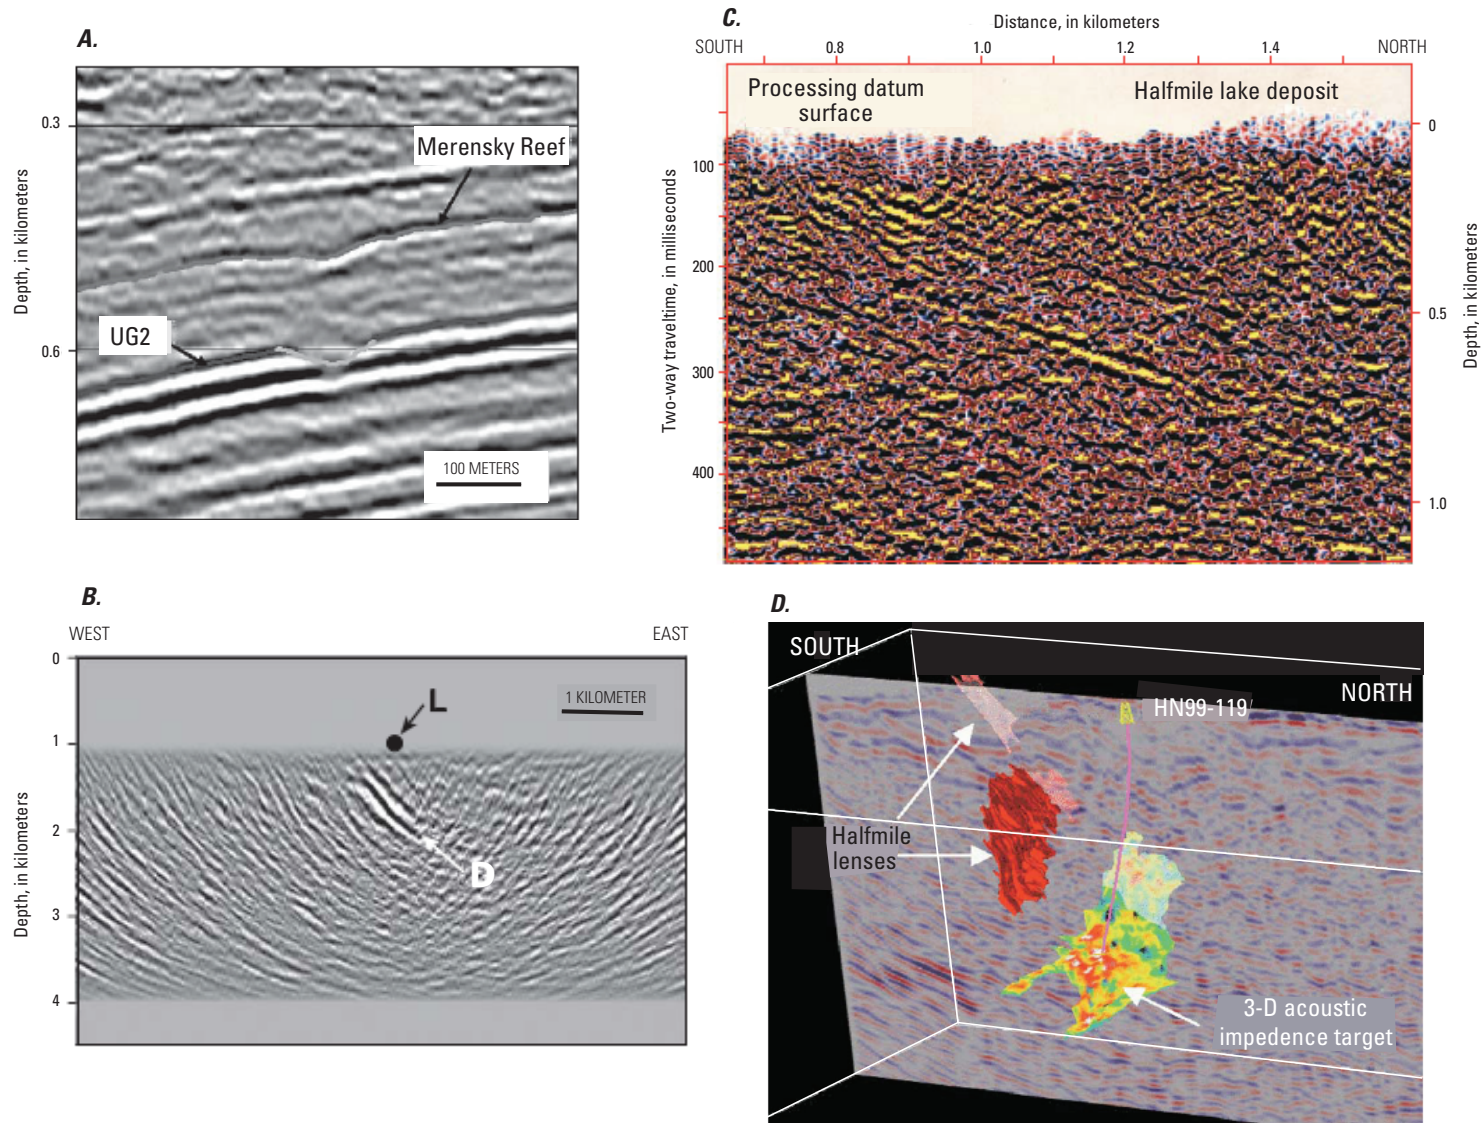 A.
Depth, in kilometers
0.3
0.6
Merensky Reef
UG2
100 METERS
B.
WEST
EAST
Depth, in kilometers
0
1
2
3
4
1 KILOMETER
L
D
C.
Distance, in kilometers
SOUTH
0.8
1.0
1.2
1.4
NORTH
Processing datum
surface
Halfmile lake deposit
Two-way traveltime, in milliseconds
100
200
300
400
0
0.5
1.0
Depth, in kilometers
D.
SOUTH
NORTH
HN99-119
Halfmile
lenses
3-D acoustic
impedence target